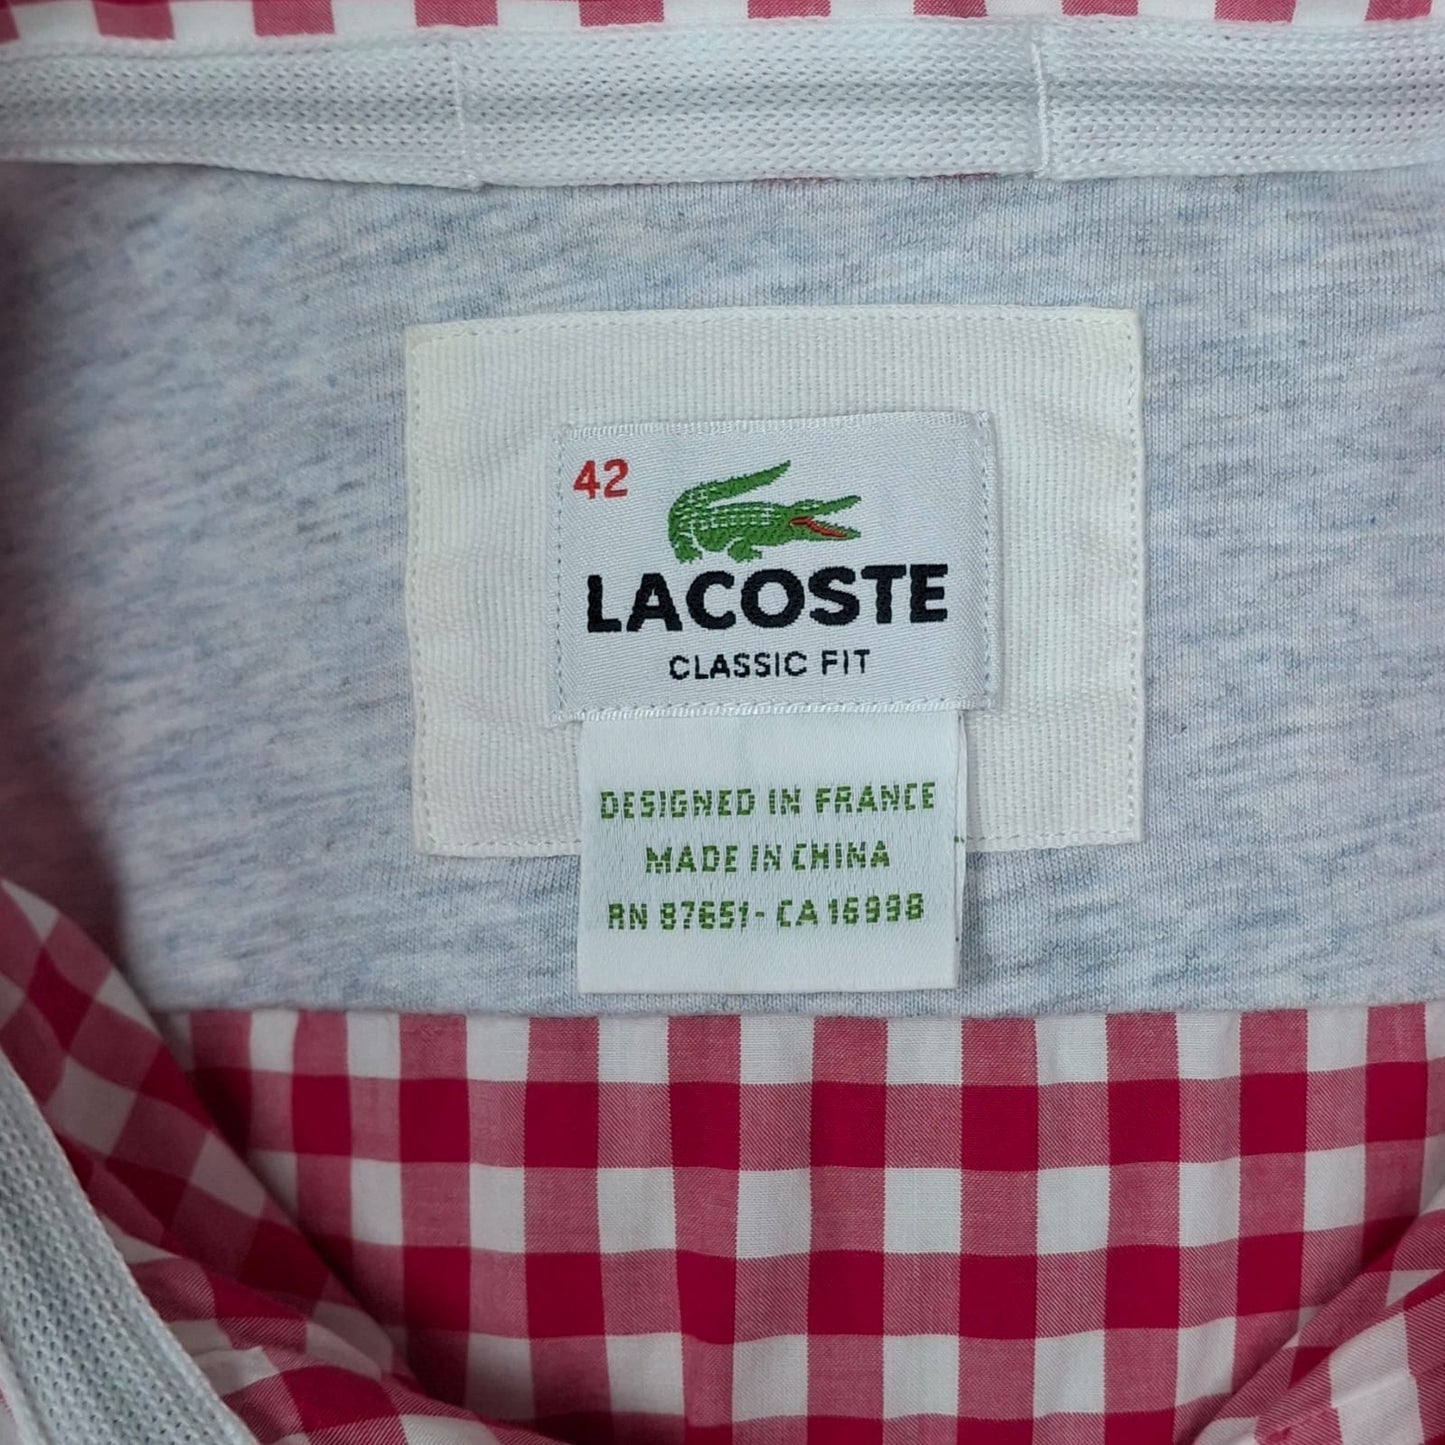 42
LACOSTE
CLASSIC FIT
DESIGNED IN FRANCE
MADE IN CHINA
RN 87651 - CA 16998